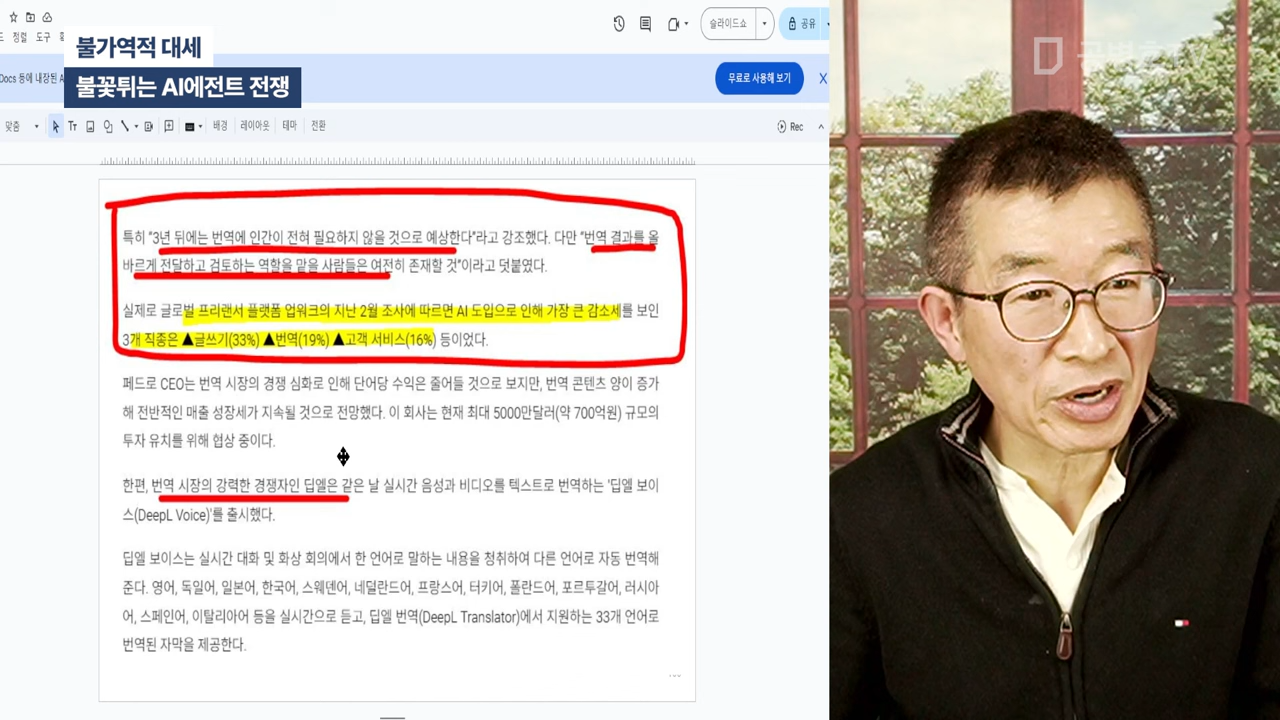 정렬 도구
불가역적 대세
Docs 등에 내장된
불꽃튀는 AI에전트 전쟁
슬라이드쇼
공유
무료로 사용해 보기
맞춤
배경
레이아웃
테마
전환
Rec
공병호TV
특히 “3년 뒤에는 번역에 인간이 전혀 필요하지 않을 것으로 예상한다”라고 강조했다. 다만 “번역 결과를 올
바르게 전달하고 검토하는 역할을 맡을 사람들은 여전히 존재할 것”이라고 덧붙였다.
실제로 글로벌 프리랜서 플랫폼 업워크의 지난 2월 조사에 따르면 AI 도입으로 인해 가장 큰 감소세를 보인
3개 직종은 ▲글쓰기(33%) ▲번역(19%) ▲고객 서비스(16%) 등이었다.
페드로 CEO는 번역 시장의 경쟁 심화로 인해 단어당 수익은 줄어들 것으로 보지만, 번역 콘텐츠 양이 증가
해 전반적인 매출 성장세가 지속될 것으로 전망했다. 이 회사는 현재 최대 5000만달러(약 700억원) 규모의
투자 유치를 위해 협상 중이다.
한편, 번역 시장의 강력한 경쟁자인 딥엘은 같은 날 실시간 음성과 비디오를 텍스트로 번역하는 '딥엘 보이
스(DeepL Voice)'를 출시했다.
딥엘 보이스는 실시간 대화 및 화상 회의에서 한 언어로 말하는 내용을 청취하여 다른 언어로 자동 번역해
준다. 영어, 독일어, 일본어, 한국어, 스웨덴어, 네덜란드어, 프랑스어, 터키어, 폴란드어, 포르투갈어, 러시아
어, 스페인어, 이탈리아어 등을 실시간으로 듣고, 딥엘 번역(DeepL Translator)에서 지원하는 33개 언어로
번역된 자막을 제공한다.